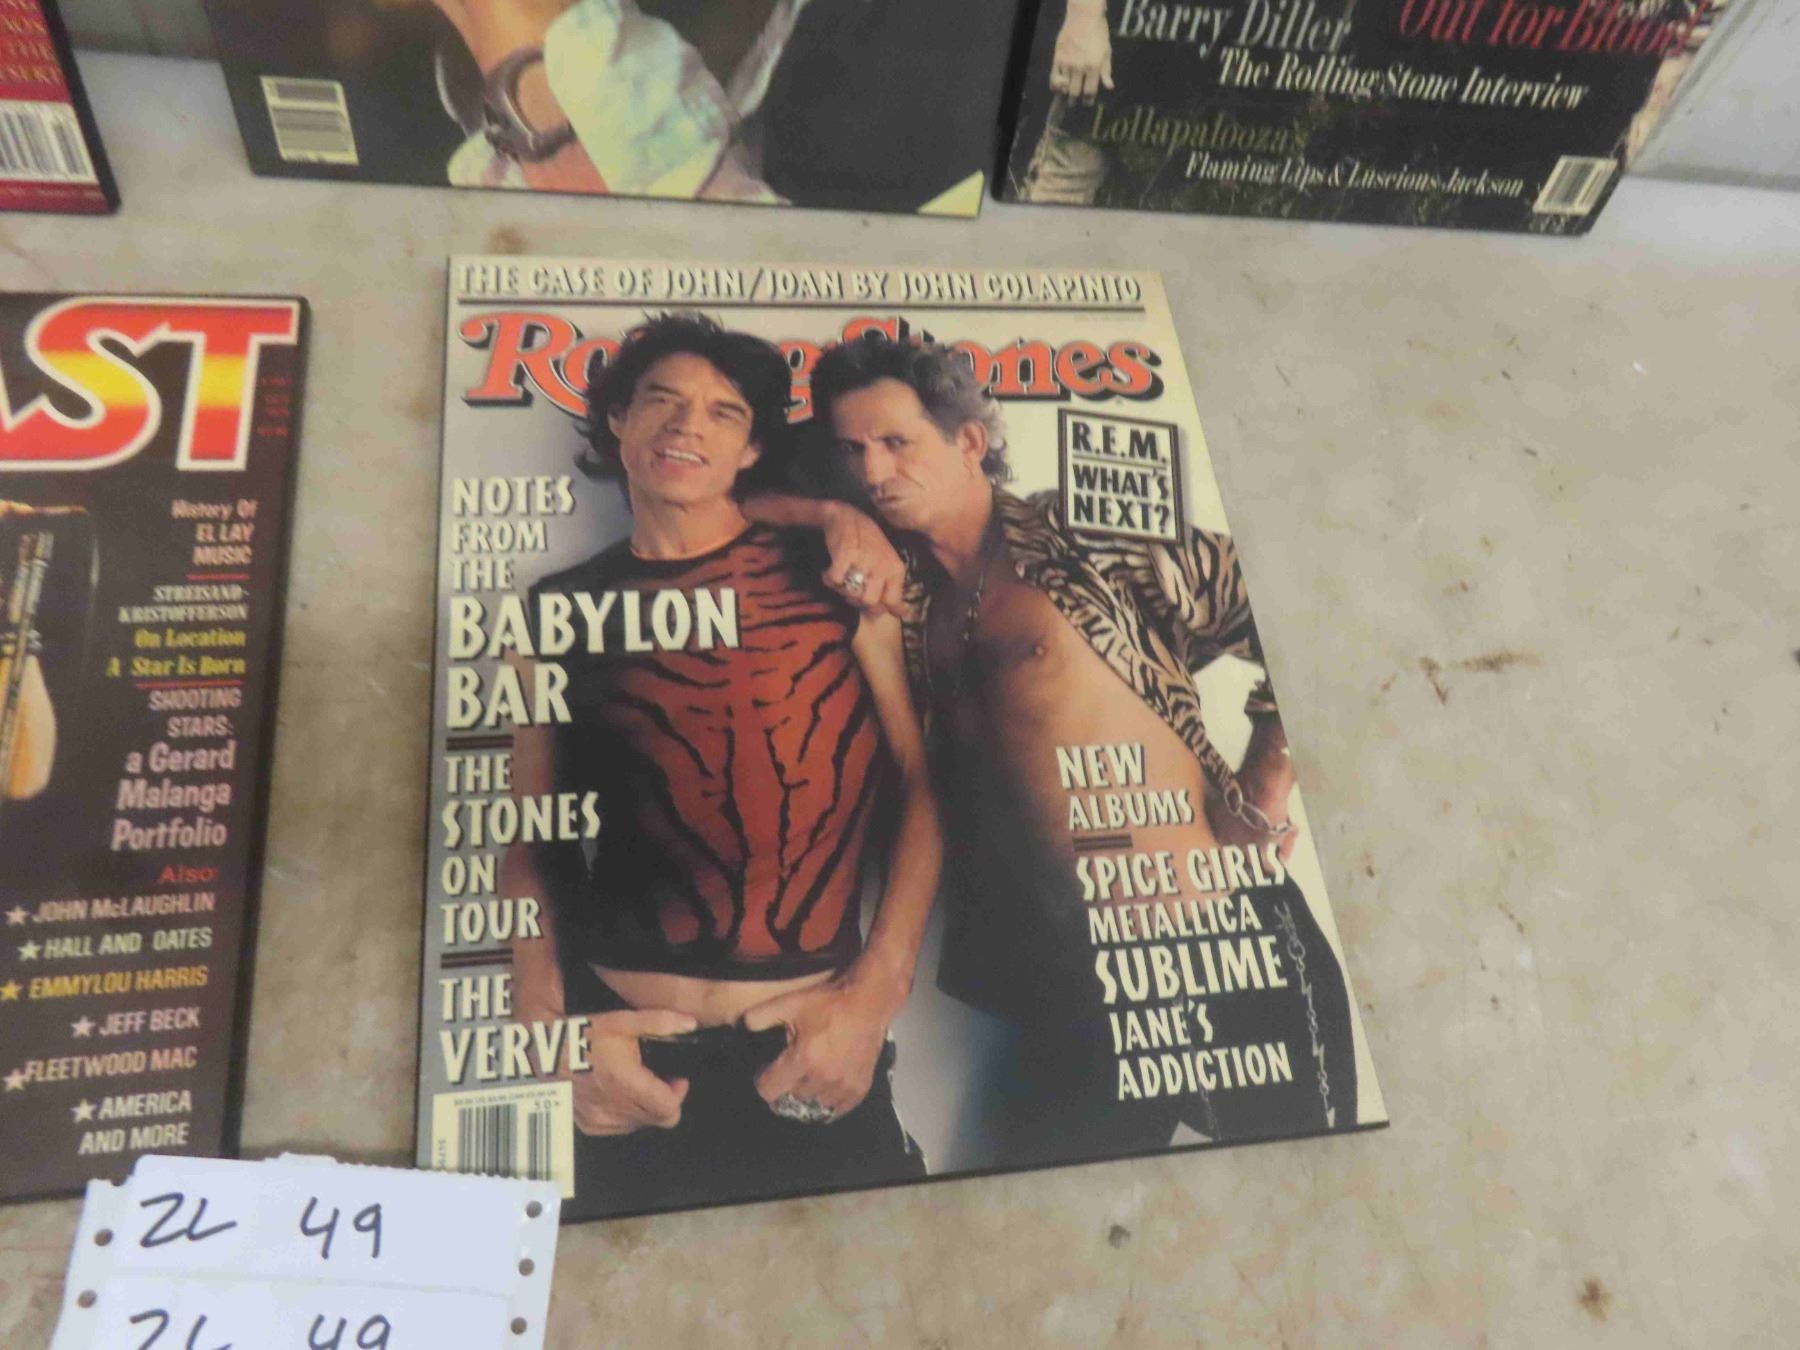 Barry Diller
Out for Blood
The Rolling Stone Interview
Lollapalooza's
Flaming Lips & Luscious Jackson
AST
History Of
EL LAY
MUSIC
STREISAND-
KRISTOFFERSON
On Location
A Star Is Born
SHOOTING
STARS:
a Gerard
Malanga
Portfolio
Also:
★ JOHN McLAUGHLIN
★ HALL AND OATES
★ EMMYLOU HARRIS
★ JEFF BECK
★ FLEETWOOD MAC
★ AMERICA
AND MORE
THE CASE OF JOHN/JOAN BY JOHN COLAPINTO
Rolling Stones
R.E.M.
WHAT'S
NEXT?
NOTES
FROM
THE
BABYLON
BAR
THE
STONES
ON
TOUR
THE
VERVE
NEW
ALBUMS
SPICE GIRLS
METALLICA
SUBLIME
JANE'S
ADDICTION
50>
ZL 49
ZL 49